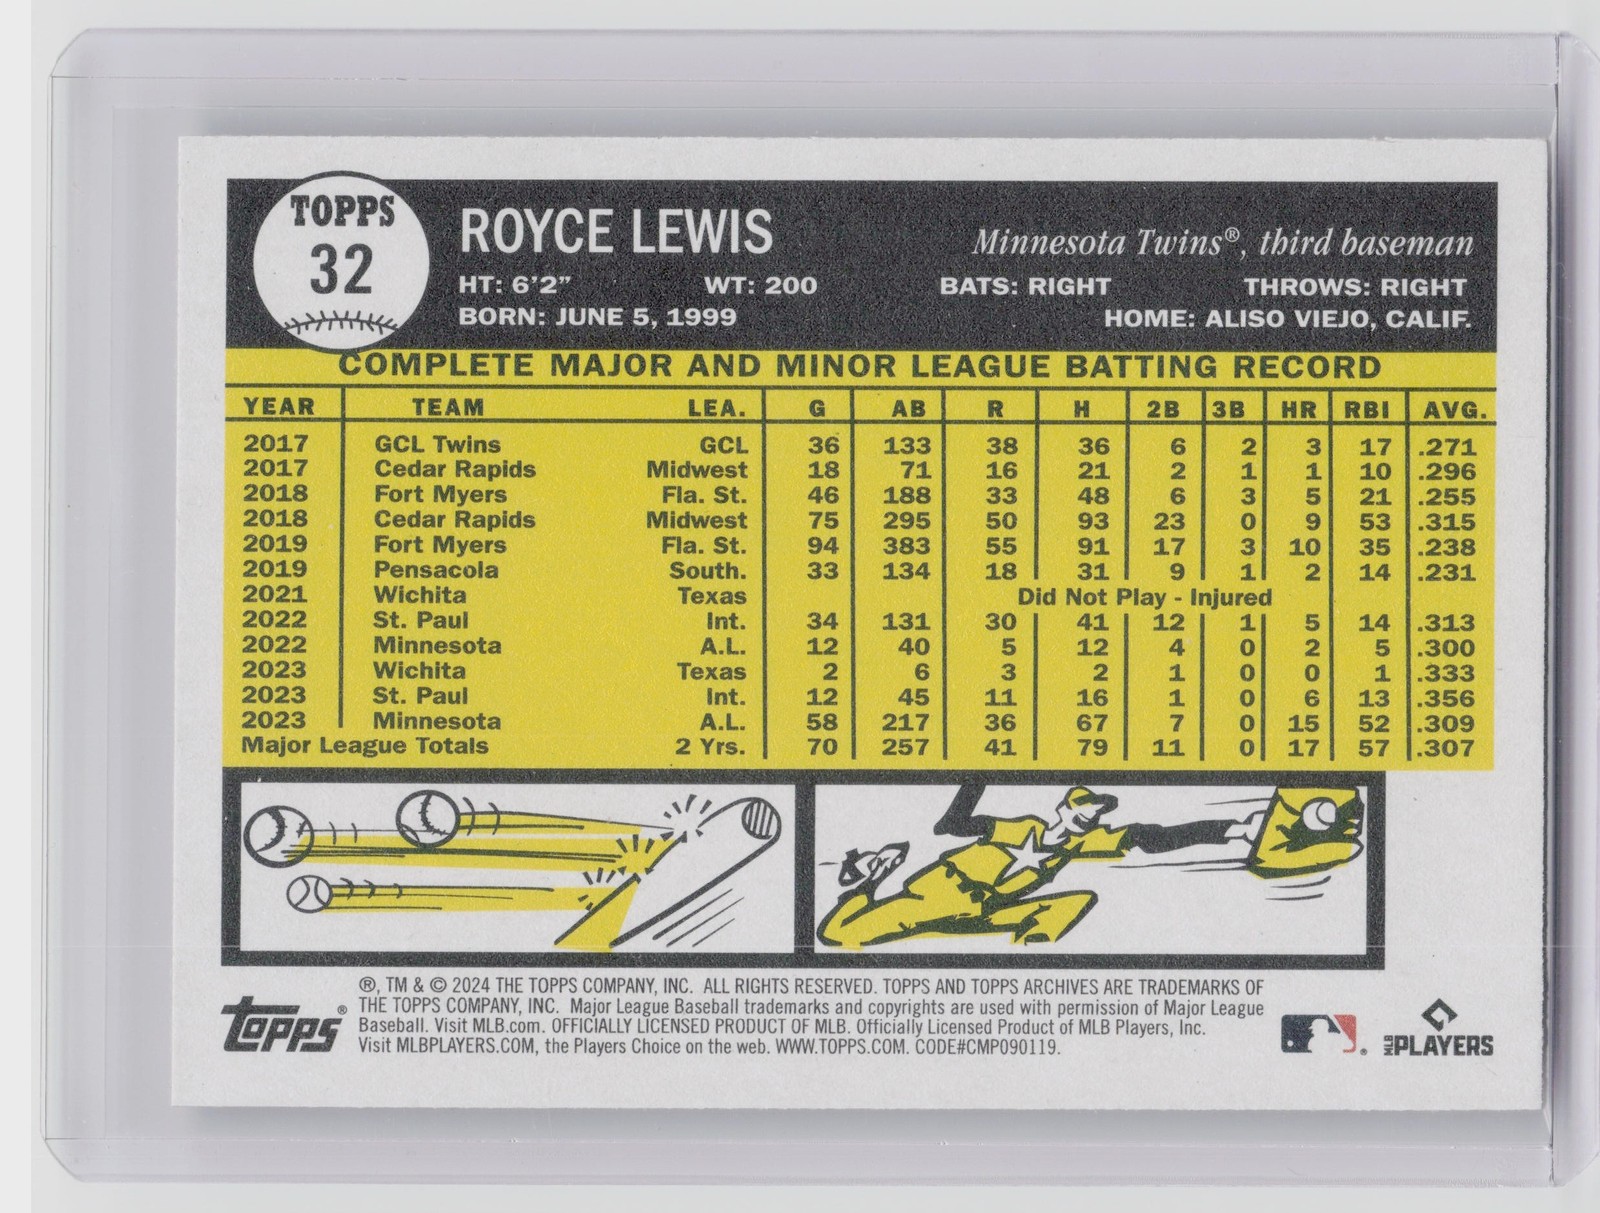 TOPPS
32
ROYCE LEWIS
Minnesota Twins®, third baseman
HT: 6'2" WT: 200 BATS: RIGHT THROWS: RIGHT
BORN: JUNE 5, 1999 HOME: ALISO VIEJO, CALIF.
COMPLETE MAJOR AND MINOR LEAGUE BATTING RECORD
YEAR TEAM LEA. G AB R H 2B 3B HR RBI AVG.
2017 GCL Twins GCL 36 133 38 36 6 2 3 17 .271
2017 Cedar Rapids Midwest 18 71 16 21 2 1 1 10 .296
2018 Fort Myers Fla. St. 46 188 33 48 6 3 5 21 .255
2018 Cedar Rapids Midwest 75 295 50 93 23 0 9 53 .315
2019 Fort Myers Fla. St. 94 383 55 91 17 3 10 35 .238
2019 Pensacola South. 33 134 18 31 9 1 2 14 .231
2021 Wichita Texas Did Not Play - Injured
2022 St. Paul Int. 34 131 30 41 12 1 5 14 .313
2022 Minnesota A.L. 12 40 5 12 4 0 2 5 .300
2023 Wichita Texas 2 6 3 2 1 0 0 1 .333
2023 St. Paul Int. 12 45 11 16 1 0 6 13 .356
2023 Minnesota A.L. 58 217 36 67 7 0 15 52 .309
Major League Totals 2 Yrs. 70 257 41 79 11 0 17 57 .307
®, TM & © 2024 THE TOPPS COMPANY, INC. ALL RIGHTS RESERVED. TOPPS AND TOPPS ARCHIVES ARE TRADEMARKS OF
THE TOPPS COMPANY, INC. Major League Baseball trademarks and copyrights are used with permission of Major League
Baseball. Visit MLB.com. OFFICIALLY LICENSED PRODUCT OF MLB. Officially Licensed Product of MLB Players, Inc.
Visit MLBPLAYERS.COM, the Players Choice on the web. WWW.TOPPS.COM. CODE#CMP090119.
topps®
MLB PLAYERS